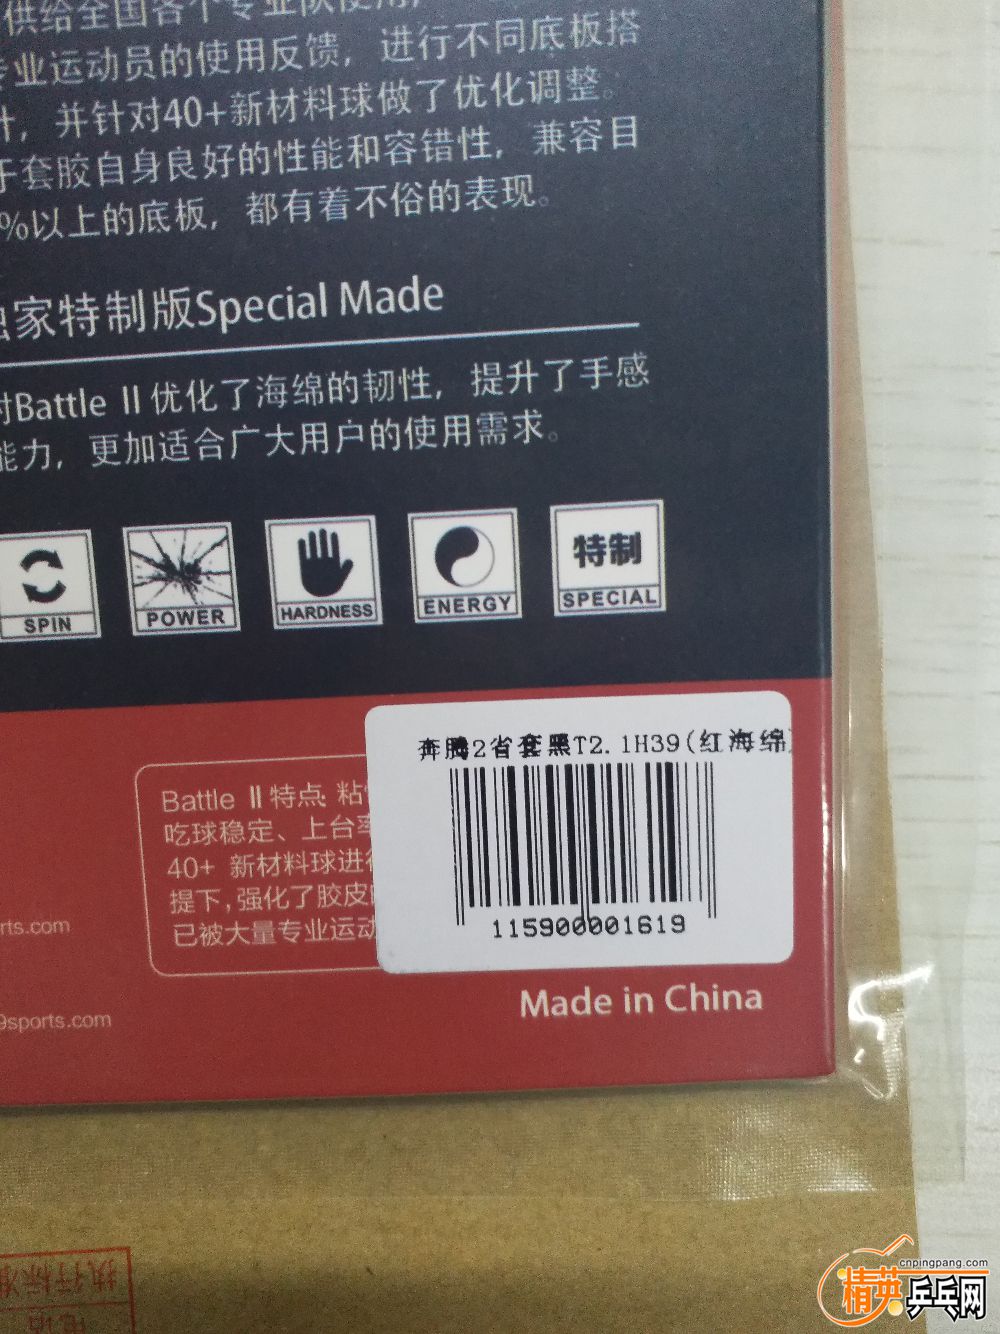 供给全国各个专业队使用,
专业运动员的使用反馈，进行不同底板搭
计，并针对40+新材料球做了优化调整。
于套胶自身良好的性能和容错性，兼容目
%以上的底板，都有着不俗的表现。
独家特制版Special Made
对Battle II 优化了海绵的韧性，提升了手感
能力，更加适合广大用户的使用需求。
SPIN
POWER
HARDNESS
ENERGY
特制
SPECIAL
奔腾2省套黑T2.1H39(红海绵)
115900001619
Battle II 特点: 粘
吃球稳定、上台率
40+ 新材料球进行
提下,强化了胶皮
已被大量专业运动
rts.com
9sports.com
Made in China
执行标准
电话
cnpingpang.com
精英乒乓网